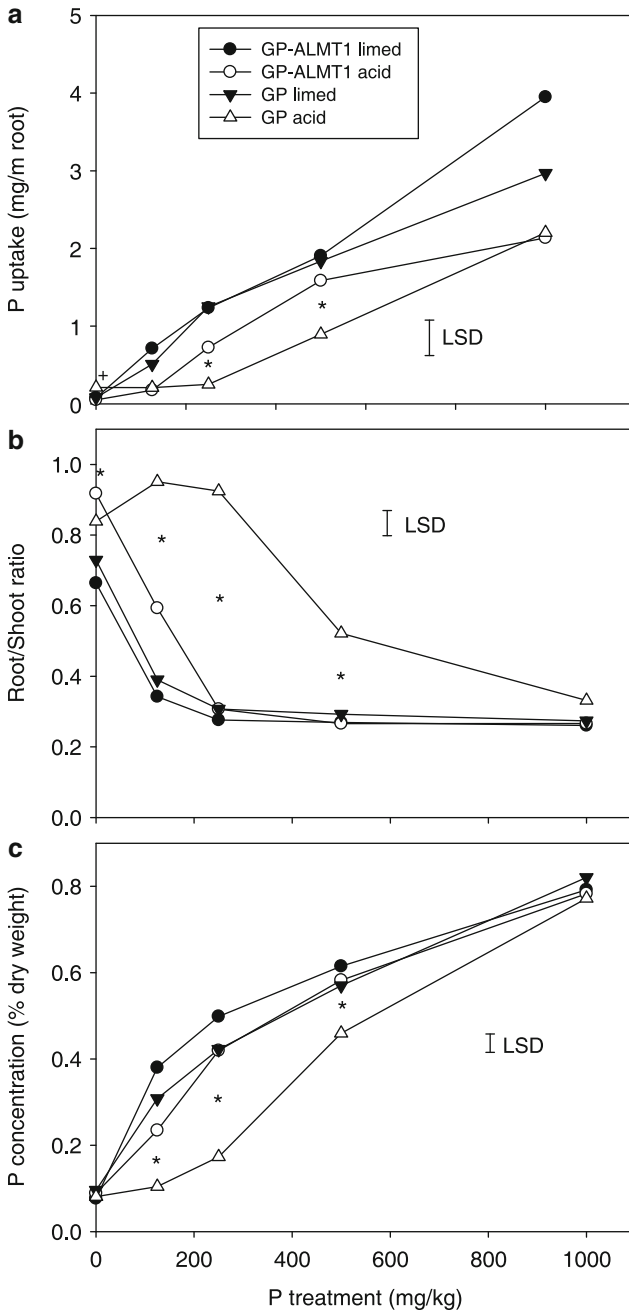 a
5
4
3
2
1
0
P uptake (mg/m root)
GP-ALMT1 limed
GP-ALMT1 acid
GP limed
GP acid
+
*
*
LSD
b
1.0
0.8
0.6
0.4
0.2
0.0
Root/Shoot ratio
*
*
*
*
LSD
c
0.8
0.6
0.4
0.2
0.0
P concentration (% dry weight)
*
*
*
LSD
0 200 400 600 800 1000
P treatment (mg/kg)